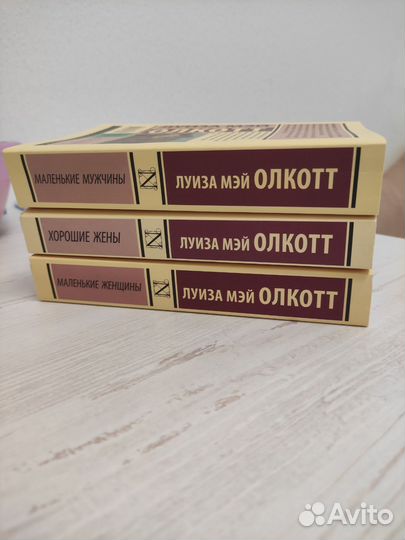 МАЛЕНЬКИЕ МУЖЧИНЫ ЛУИЗА МЭЙ ОЛКОТТ
ХОРОШИЕ ЖЕНЫ ЛУИЗА МЭЙ ОЛКОТТ
МАЛЕНЬКИЕ ЖЕНЩИНЫ ЛУИЗА МЭЙ ОЛКОТТ
Avito